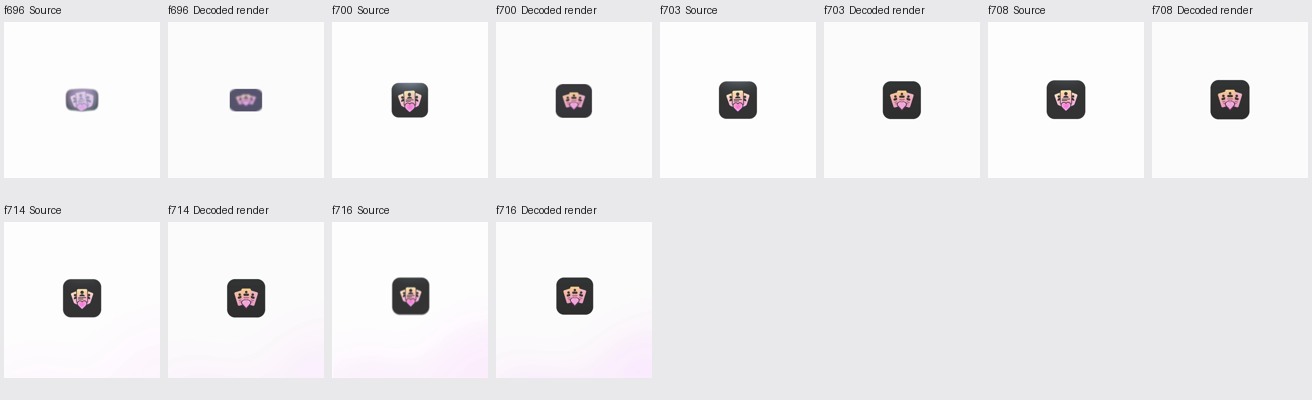 f696 Source
f696 Decoded render
f700 Source
f700 Decoded render
f703 Source
f703 Decoded render
f708 Source
f708 Decoded render
f714 Source
f714 Decoded render
f716 Source
f716 Decoded render